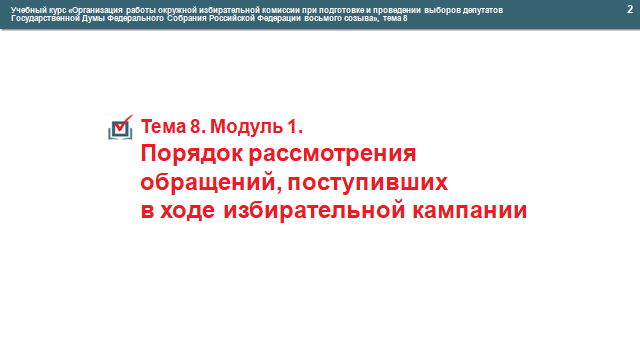 Учебный курс «Организация работы окружной избирательной комиссии при подготовке и проведении выборов депутатов
Государственной Думы Федерального Собрания Российской Федерации восьмого созыва», тема 8
2
Тема 8. Модуль 1.
Порядок рассмотрения
обращений, поступивших
в ходе избирательной кампании